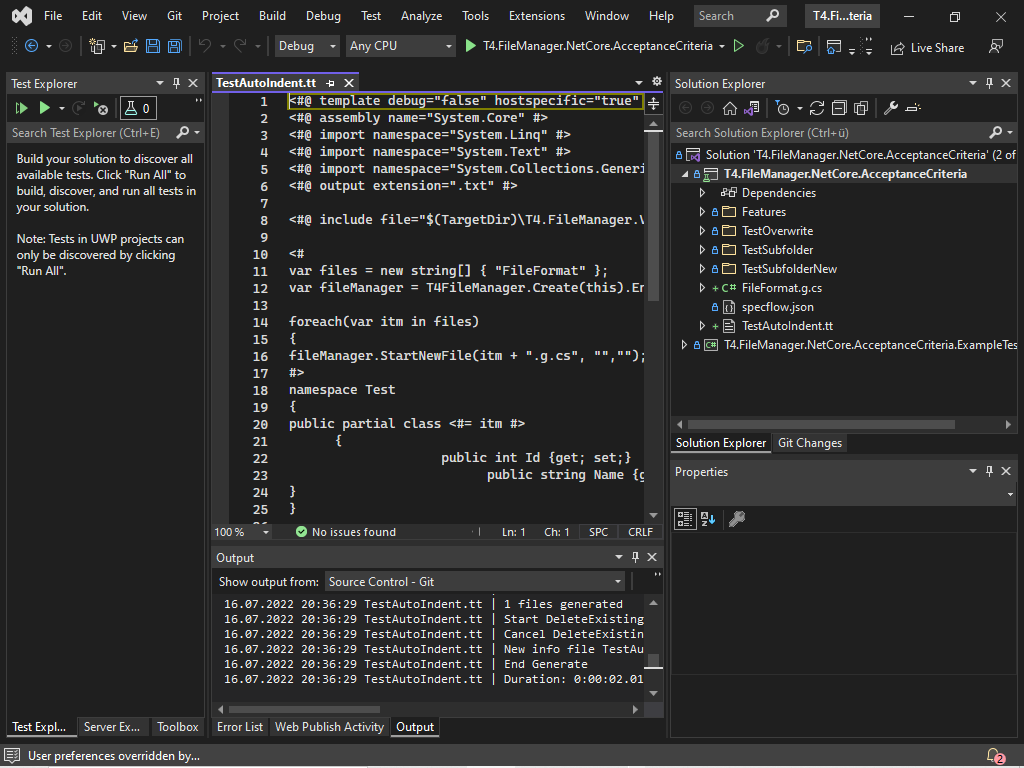 File Edit View Git Project Build Debug Test Analyze Tools Extensions Window Help Search T4.Fi...teria
Debug Any CPU T4.FileManager.NetCore.AcceptanceCriteria Live Share
Test Explorer
0
Search Test Explorer (Ctrl+E)
Build your solution to discover all
available tests. Click "Run All" to
build, discover, and run all tests in
your solution.
Note: Tests in UWP projects can
only be discovered by clicking
"Run All".
Test Expl... Server Ex... Toolbox
TestAutoIndent.tt
1 <#@ template debug="false" hostspecific="true"
2 <#@ assembly name="System.Core" #>
3 <#@ import namespace="System.Linq" #>
4 <#@ import namespace="System.Text" #>
5 <#@ import namespace="System.Collections.Generi
6 <#@ output extension=".txt" #>
7
8 <#@ include file="$(TargetDir)\T4.FileManager.V
9
10 <#
11 var files = new string[] { "FileFormat" };
12 var fileManager = T4FileManager.Create(this).En
13
14 foreach(var itm in files)
15 {
16 fileManager.StartNewFile(itm + ".g.cs", "","");
17 #>
18 namespace Test
19 {
20 public partial class <#= itm #>
21 {
22 public int Id {get; set;}
23 public string Name {g
24 }
25 }
100 % No issues found Ln: 1 Ch: 1 SPC CRLF
Output
Show output from: Source Control - Git
16.07.2022 20:36:29 TestAutoIndent.tt | 1 files generated
16.07.2022 20:36:29 TestAutoIndent.tt | Start DeleteExisting
16.07.2022 20:36:29 TestAutoIndent.tt | Cancel DeleteExistin
16.07.2022 20:36:29 TestAutoIndent.tt | New info file TestAu
16.07.2022 20:36:29 TestAutoIndent.tt | End Generate
16.07.2022 20:36:29 TestAutoIndent.tt | Duration: 0:00:02.01
Error List Web Publish Activity Output
Solution Explorer
Search Solution Explorer (Ctrl+ü)
Solution 'T4.FileManager.NetCore.AcceptanceCriteria' (2 of
T4.FileManager.NetCore.AcceptanceCriteria
Dependencies
Features
TestOverwrite
TestSubfolder
TestSubfolderNew
+ C# FileFormat.g.cs
specflow.json
+ TestAutoIndent.tt
C# T4.FileManager.NetCore.AcceptanceCriteria.ExampleTes
Solution Explorer Git Changes
Properties
User preferences overridden by... 2